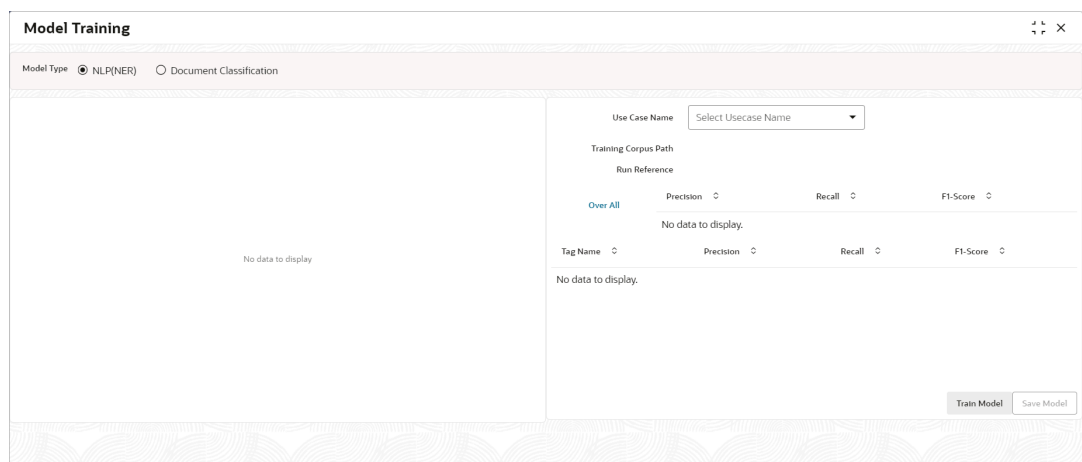 Model Training
Model Type NLP(NER) Document Classification
No data to display
Use Case Name Select Usecase Name
Training Corpus Path
Run Reference
Over All
Precision Recall F1-Score
No data to display.
Tag Name Precision Recall F1-Score
No data to display.
Train Model Save Model